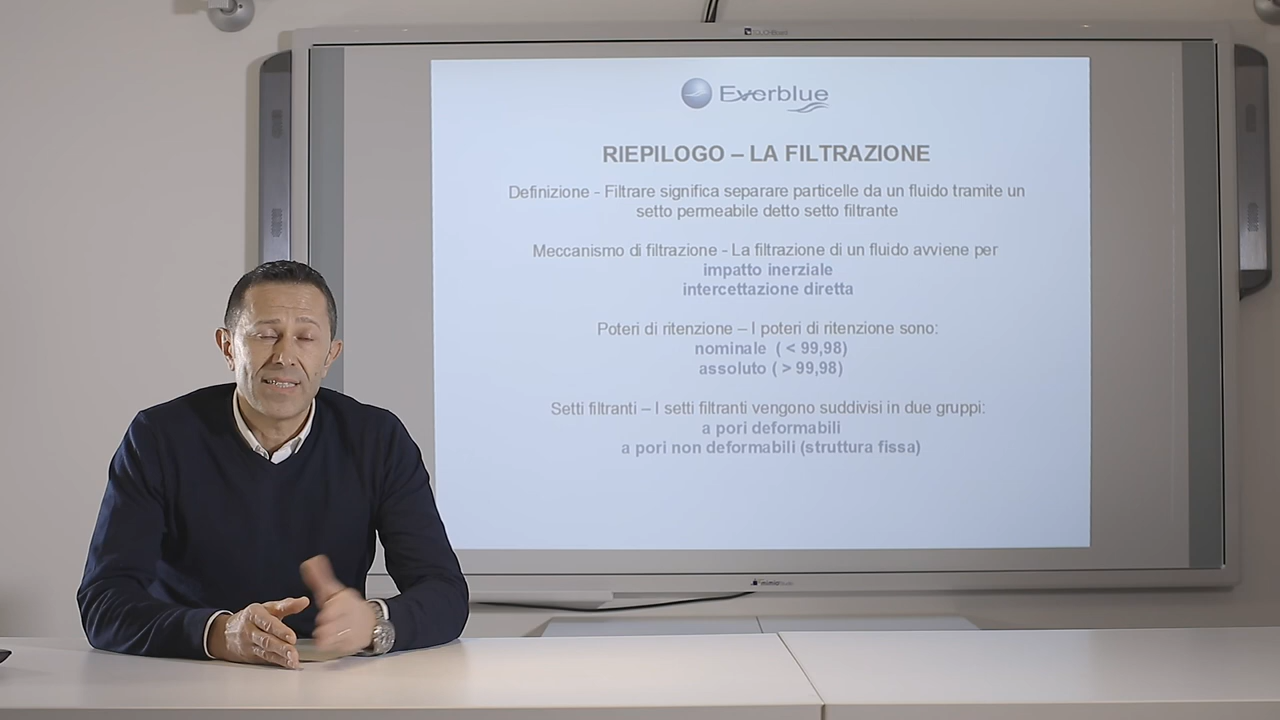 Everblue
RIEPILOGO – LA FILTRAZIONE
Definizione - Filtrare significa separare particelle da un fluido tramite un
setto permeabile detto setto filtrante
Meccanismo di filtrazione - La filtrazione di un fluido avviene per
impatto inerziale
intercettazione diretta
Poteri di ritenzione – I poteri di ritenzione sono:
nominale ( < 99,98)
assoluto ( > 99,98)
Setti filtranti – I setti filtranti vengono suddivisi in due gruppi:
a pori deformabili
a pori non deformabili (struttura fissa)